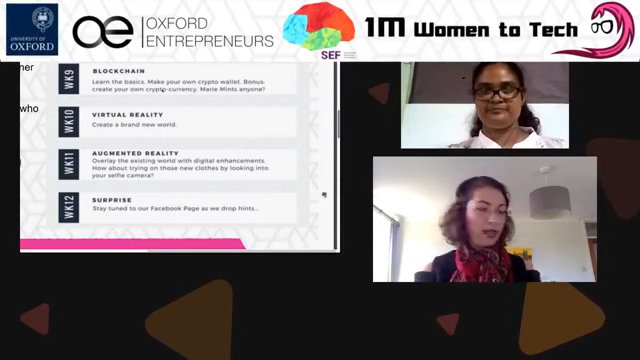 UNIVERSITY OF
OXFORD
oe
OXFORD
ENTREPRENEURS
SEF
1M Women to Tech
who
WK9
BLOCKCHAIN
Learn the basics. Make your own crypto wallet. Bonus:
create your own crypto-currency. Marie Mints anyone?
WK10
VIRTUAL REALITY
Create a brand new world.
WK11
AUGMENTED REALITY
Overlay the existing world with digital enhancements.
How about trying on those new clothes by looking into
your selfie camera?
WK12
SURPRISE
Stay tuned to our Facebook Page as we drop hints...